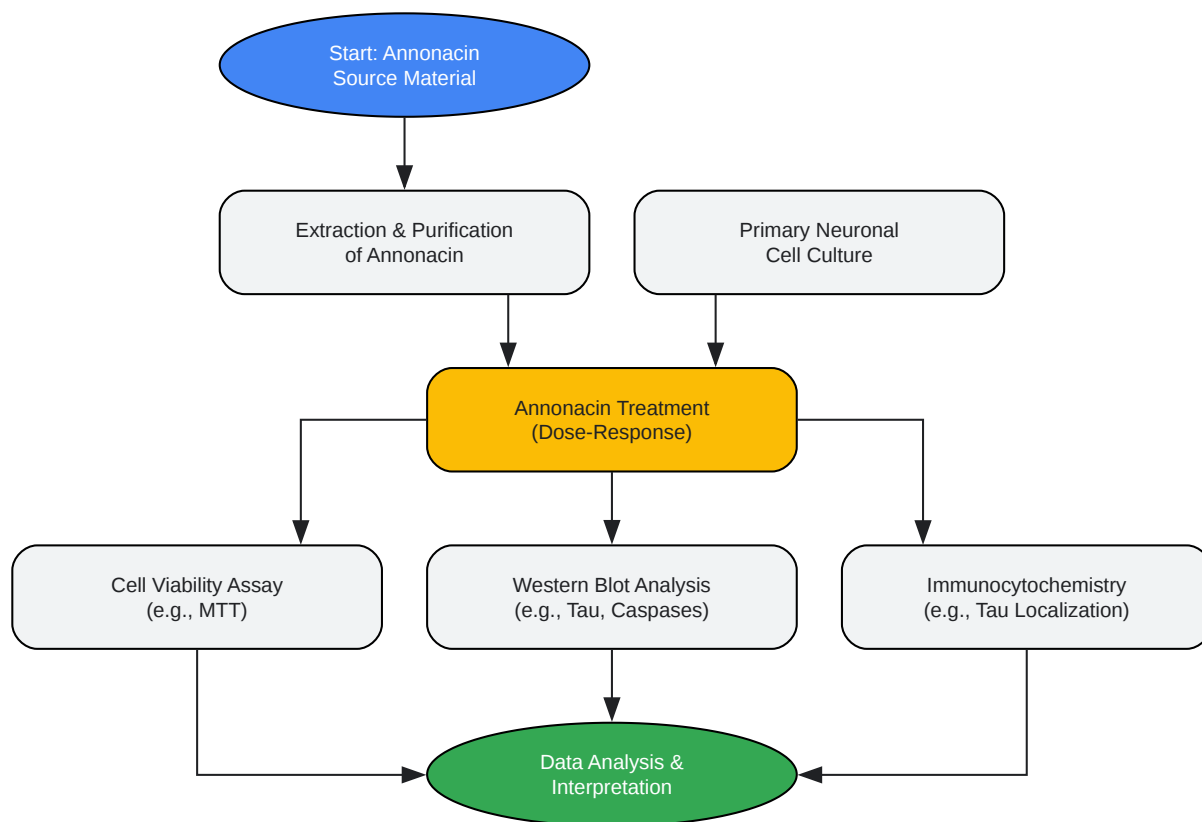 Start: Annonacin
Source Material
Extraction & Purification
of Annonacin
Primary Neuronal
Cell Culture
Annonacin Treatment
(Dose-Response)
Cell Viability Assay
(e.g., MTT)
Western Blot Analysis
(e.g., Tau, Caspases)
Immunocytochemistry
(e.g., Tau Localization)
Data Analysis &
Interpretation